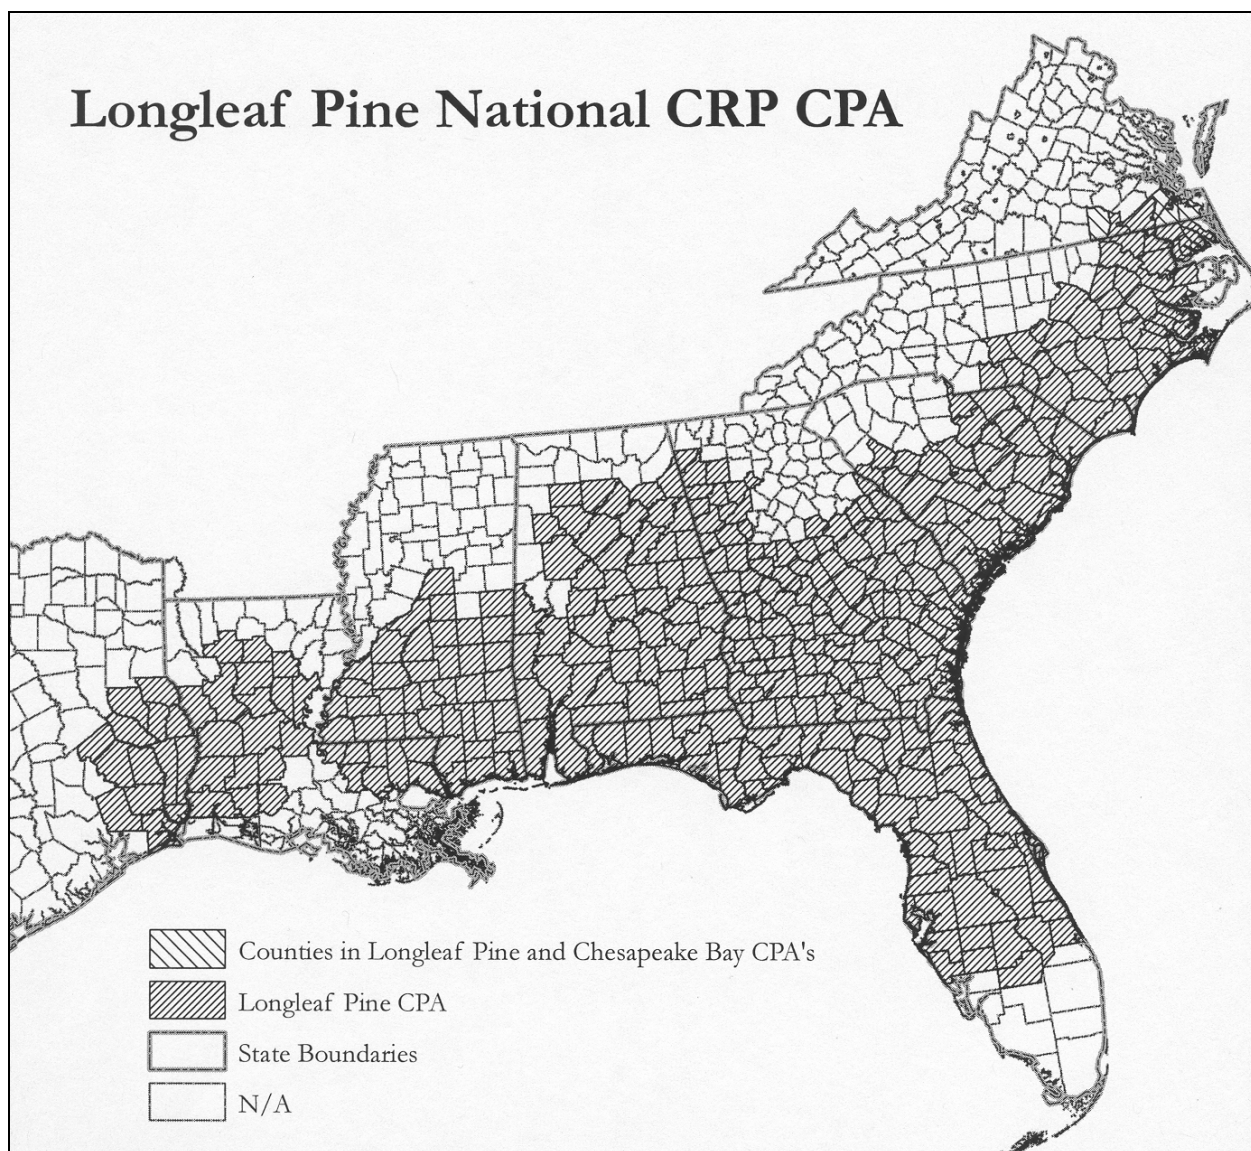 Longleaf Pine National CRP CPA
Counties in Longleaf Pine and Chesapeake Bay CPA's
Longleaf Pine CPA
State Boundaries
N/A